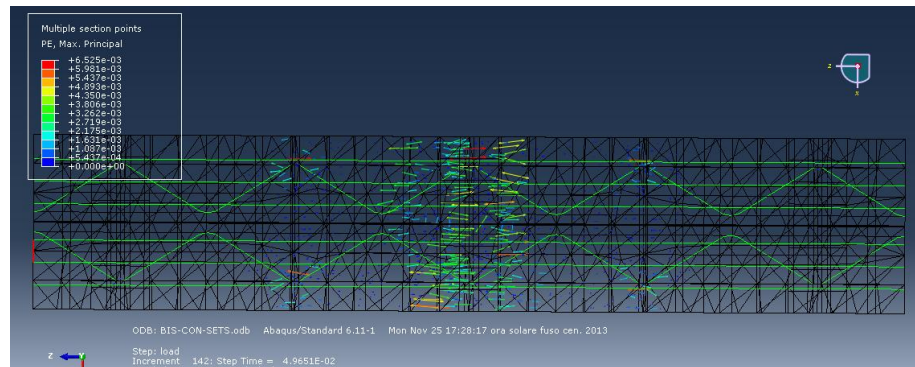 Multiple section points
PE, Max. Principal
+6.525e-03
+5.981e-03
+5.437e-03
+4.893e-03
+4.350e-03
+3.806e-03
+3.262e-03
+2.719e-03
+2.175e-03
+1.631e-03
+1.087e-03
+5.437e-04
+0.000e+00
z
x
ODB: BIS-CON-SETS.odb Abaqus/Standard 6.11-1 Mon Nov 25 17:28:17 ora solare fuso cen. 2013
Z Y
Step: load
Increment 142: Step Time = 4.9651E-02